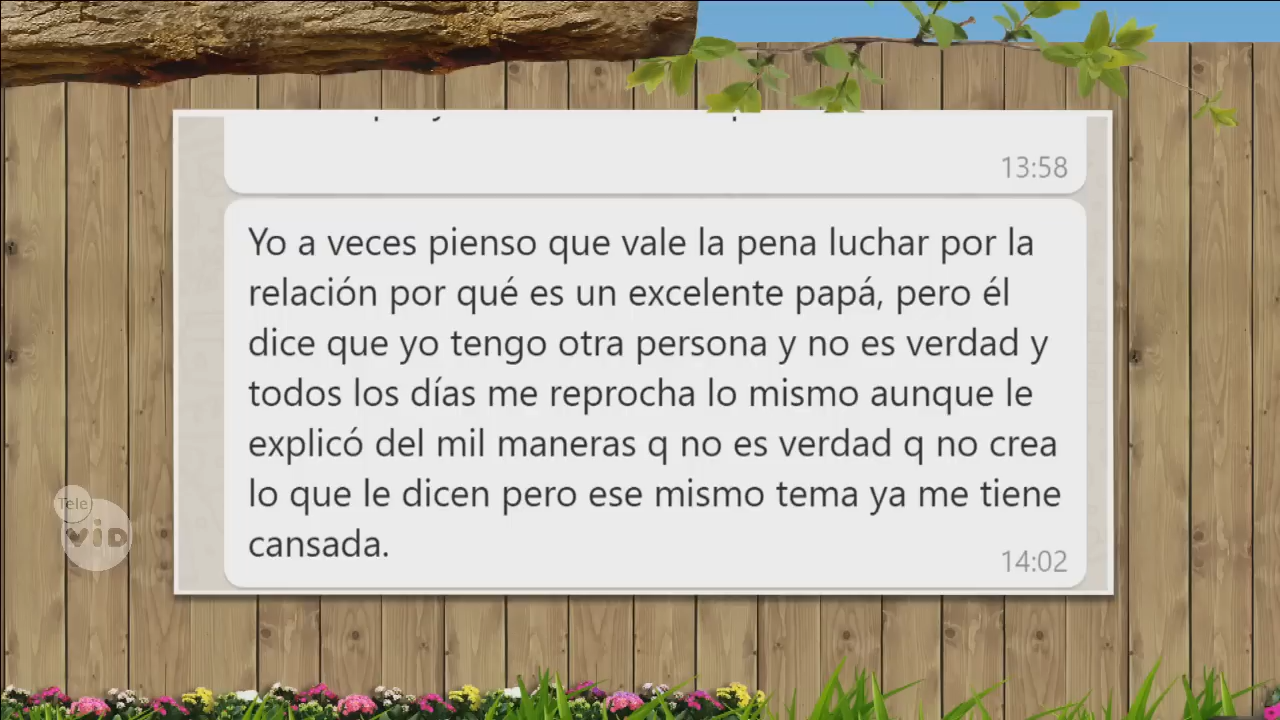 13:58
Yo a veces pienso que vale la pena luchar por la
relación por qué es un excelente papá, pero él
dice que yo tengo otra persona y no es verdad y
todos los días me reprocha lo mismo aunque le
explicó del mil maneras q no es verdad q no crea
lo que le dicen pero ese mismo tema ya me tiene
cansada.
14:02
Tele
ViD